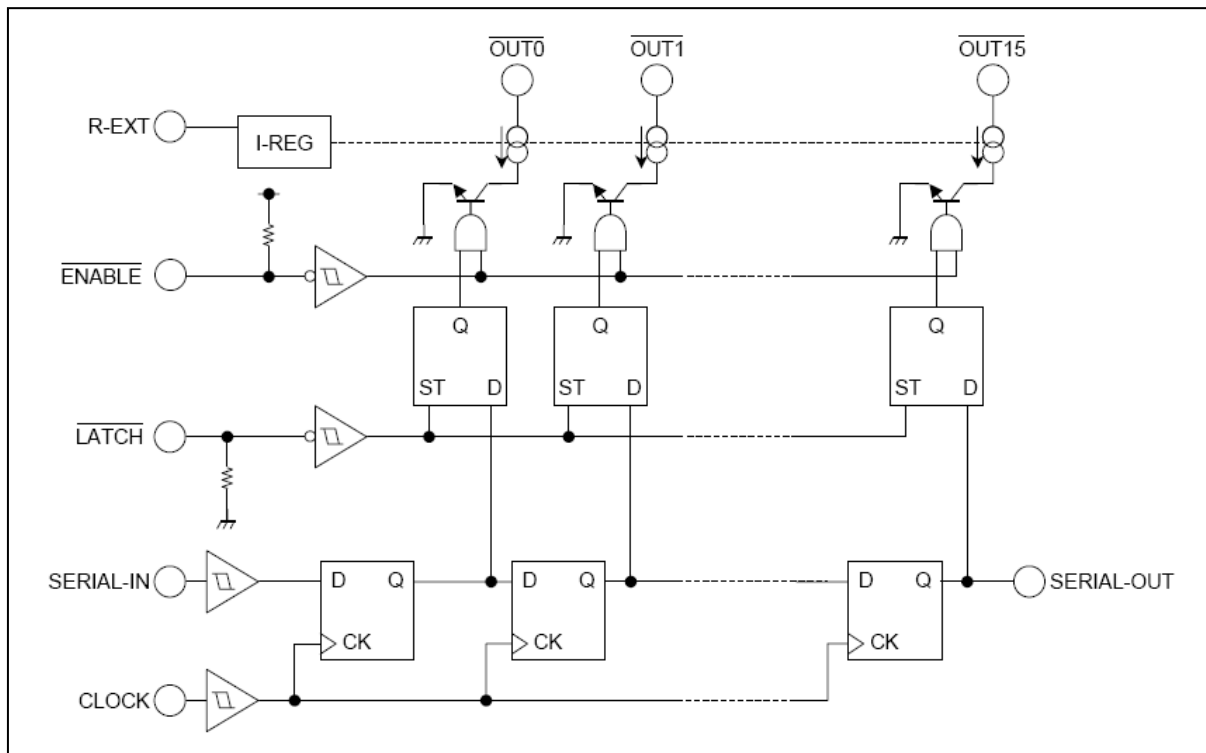 OUT0 OUT1 OUT15
R-EXT I-REG
ENABLE
Q Q Q
ST D ST D ST D
LATCH
SERIAL-IN D Q D Q D Q SERIAL-OUT
CK CK CK
CLOCK